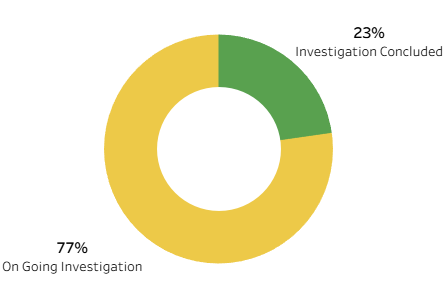 23%
Investigation Concluded
77%
On Going Investigation